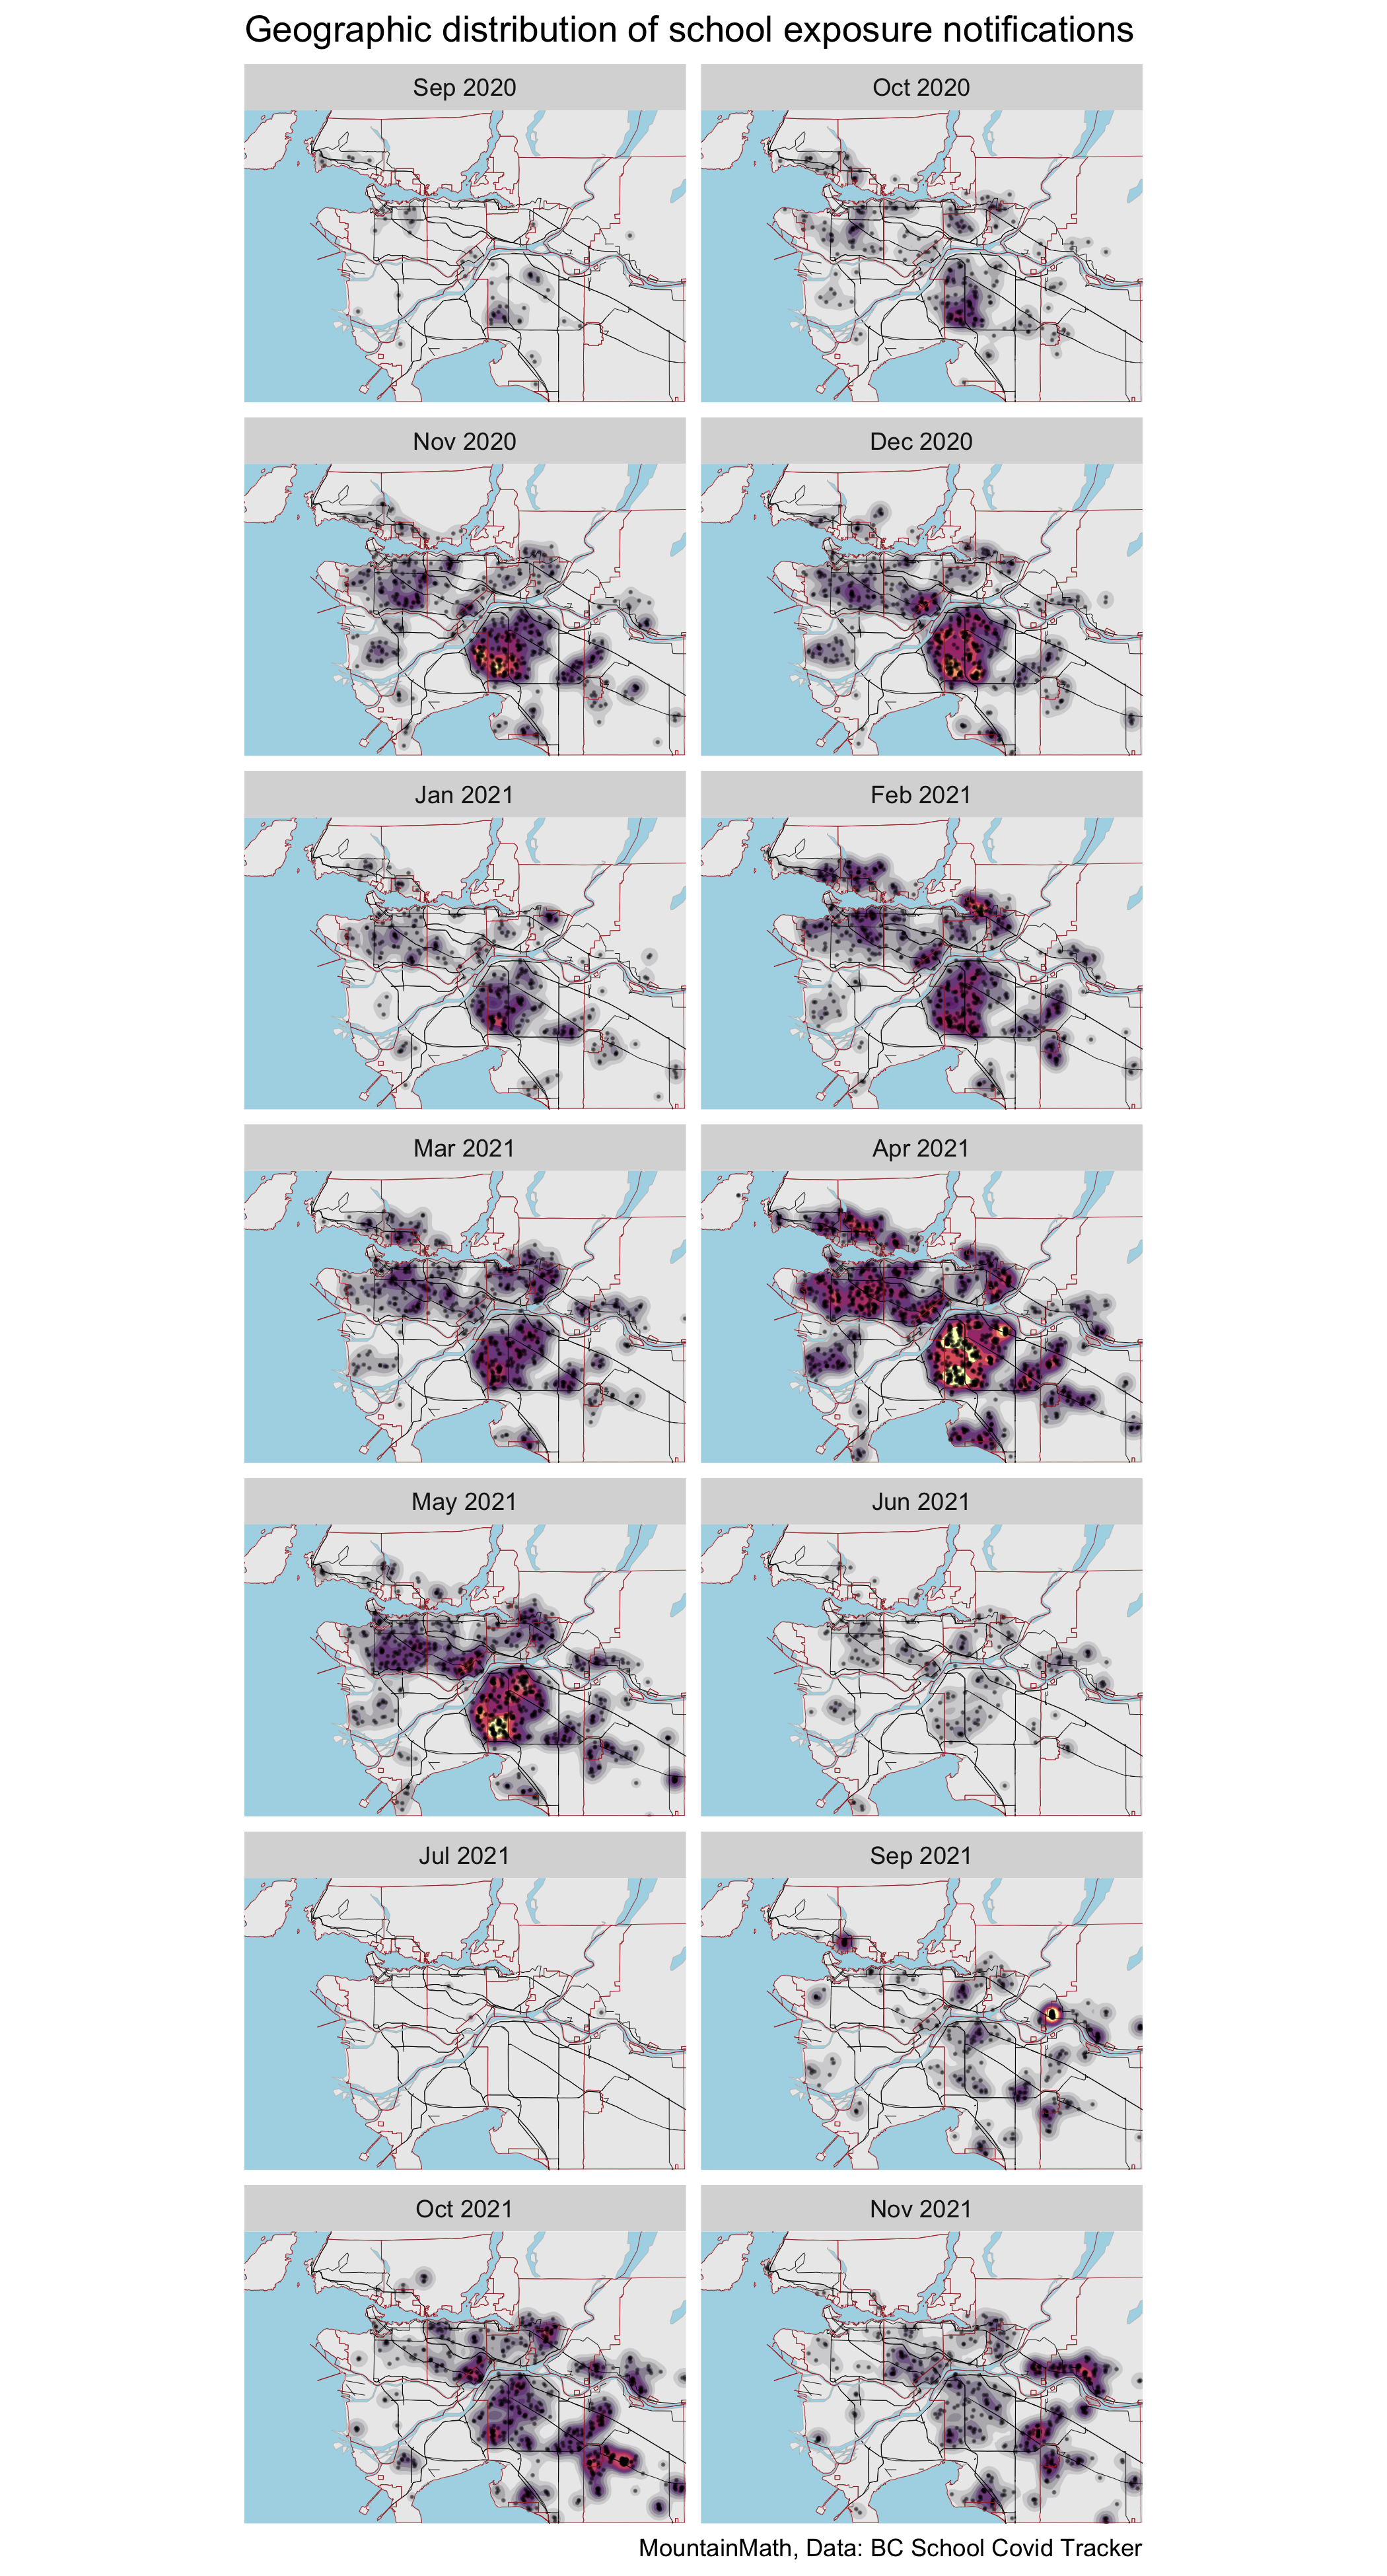 Geographic distribution of school exposure notifications
Sep 2020
Oct 2020
Nov 2020
Dec 2020
Jan 2021
Feb 2021
Mar 2021
Apr 2021
May 2021
Jun 2021
Jul 2021
Sep 2021
Oct 2021
Nov 2021
MountainMath, Data: BC School Covid Tracker